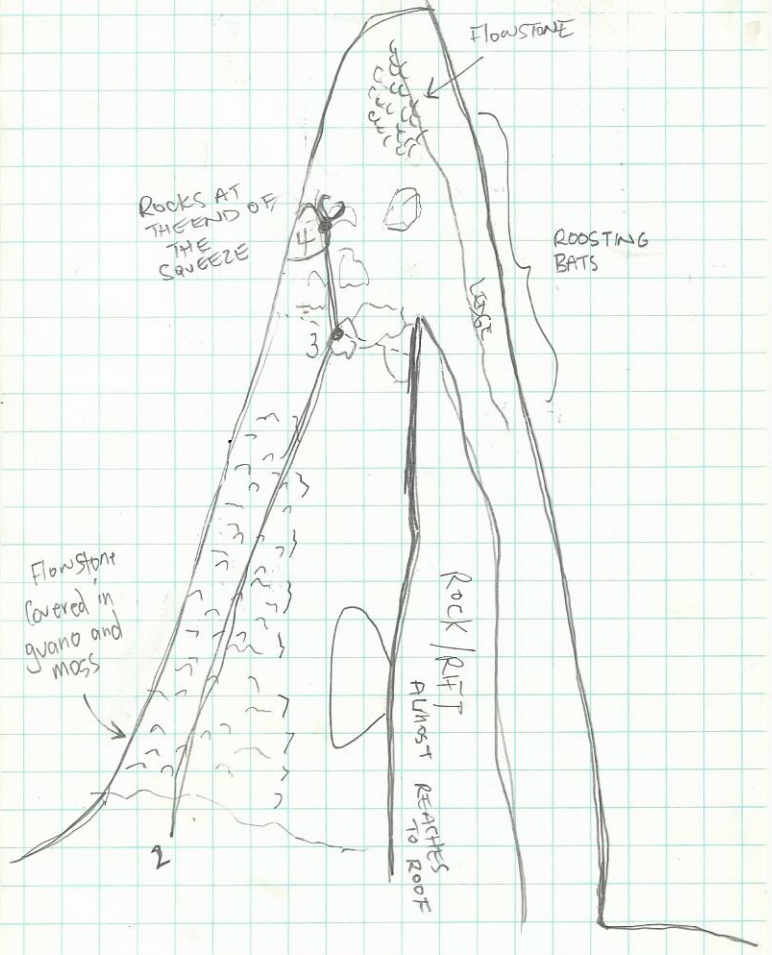 FLOWSTONE
ROCKS AT
THE END OF
THE
SQUEEZE
4
ROOSTING
BATS
LEDGE
3
Flowstone
Covered in
guano and
moss
ROCK/RIFT
ALMOST REACHES
TO ROOF
2